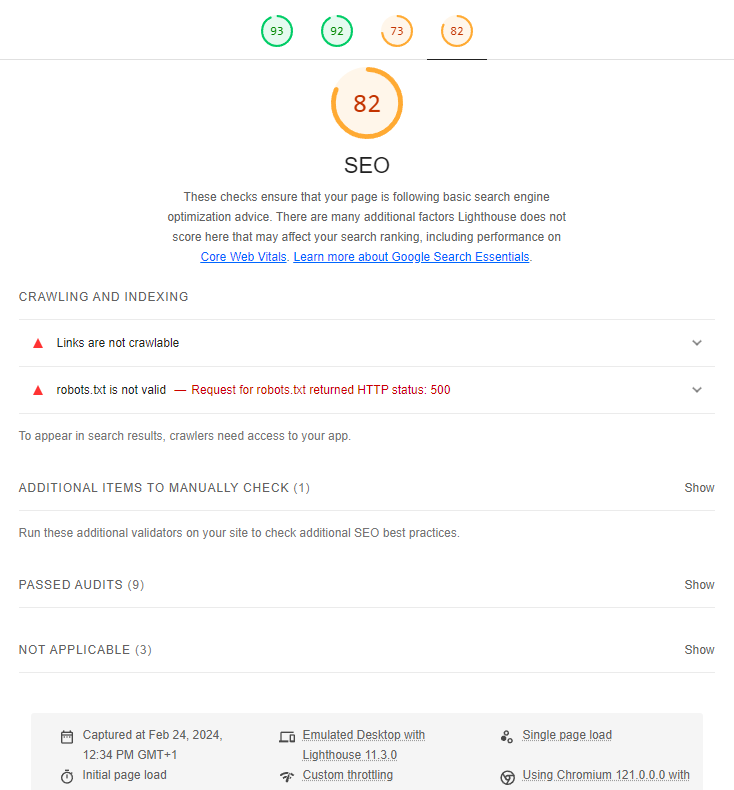 93 92 73 82
82
SEO
These checks ensure that your page is following basic search engine
optimization advice. There are many additional factors Lighthouse does not
score here that may affect your search ranking, including performance on
Core Web Vitals. Learn more about Google Search Essentials.
CRAWLING AND INDEXING
Links are not crawlable
robots.txt is not valid — Request for robots.txt returned HTTP status: 500
To appear in search results, crawlers need access to your app.
ADDITIONAL ITEMS TO MANUALLY CHECK (1) Show
Run these additional validators on your site to check additional SEO best practices.
PASSED AUDITS (9) Show
NOT APPLICABLE (3) Show
Captured at Feb 24, 2024,
12:34 PM GMT+1
Emulated Desktop with
Lighthouse 11.3.0
Single page load
Initial page load
Custom throttling
Using Chromium 121.0.0.0 with